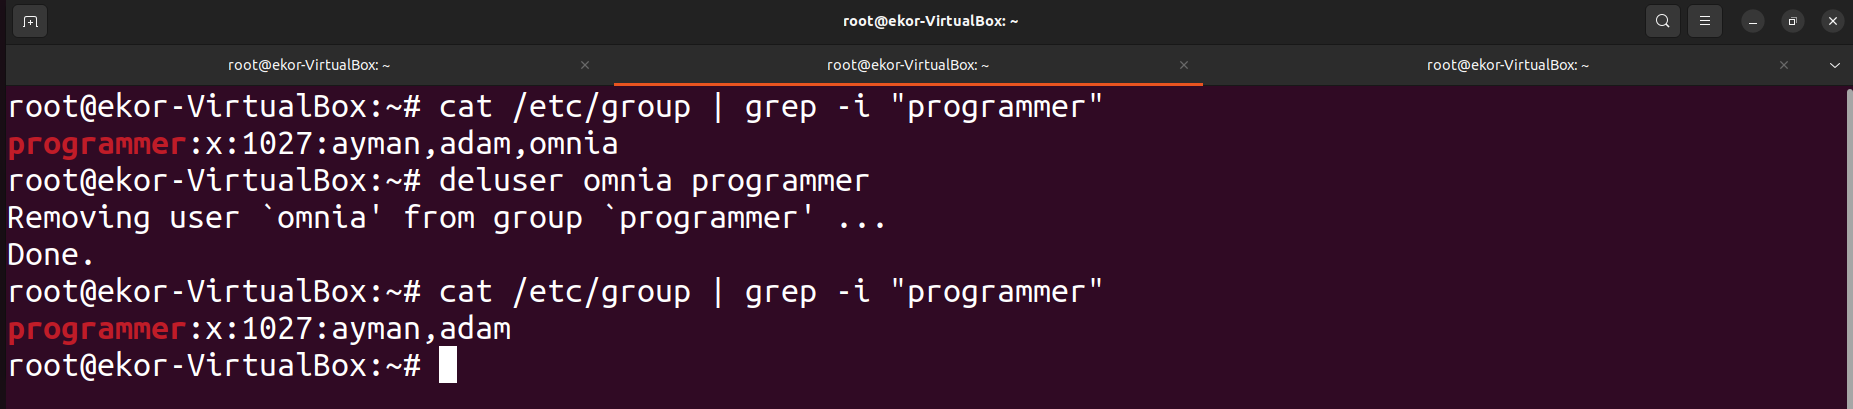 root@ekor-VirtualBox: ~
root@ekor-VirtualBox: ~
root@ekor-VirtualBox: ~
root@ekor-VirtualBox: ~
root@ekor-VirtualBox:~# cat /etc/group | grep -i "programmer"
programmer:x:1027:ayman,adam,omnia
root@ekor-VirtualBox:~# deluser omnia programmer
Removing user `omnia' from group `programmer' ...
Done.
root@ekor-VirtualBox:~# cat /etc/group | grep -i "programmer"
programmer:x:1027:ayman,adam
root@ekor-VirtualBox:~#